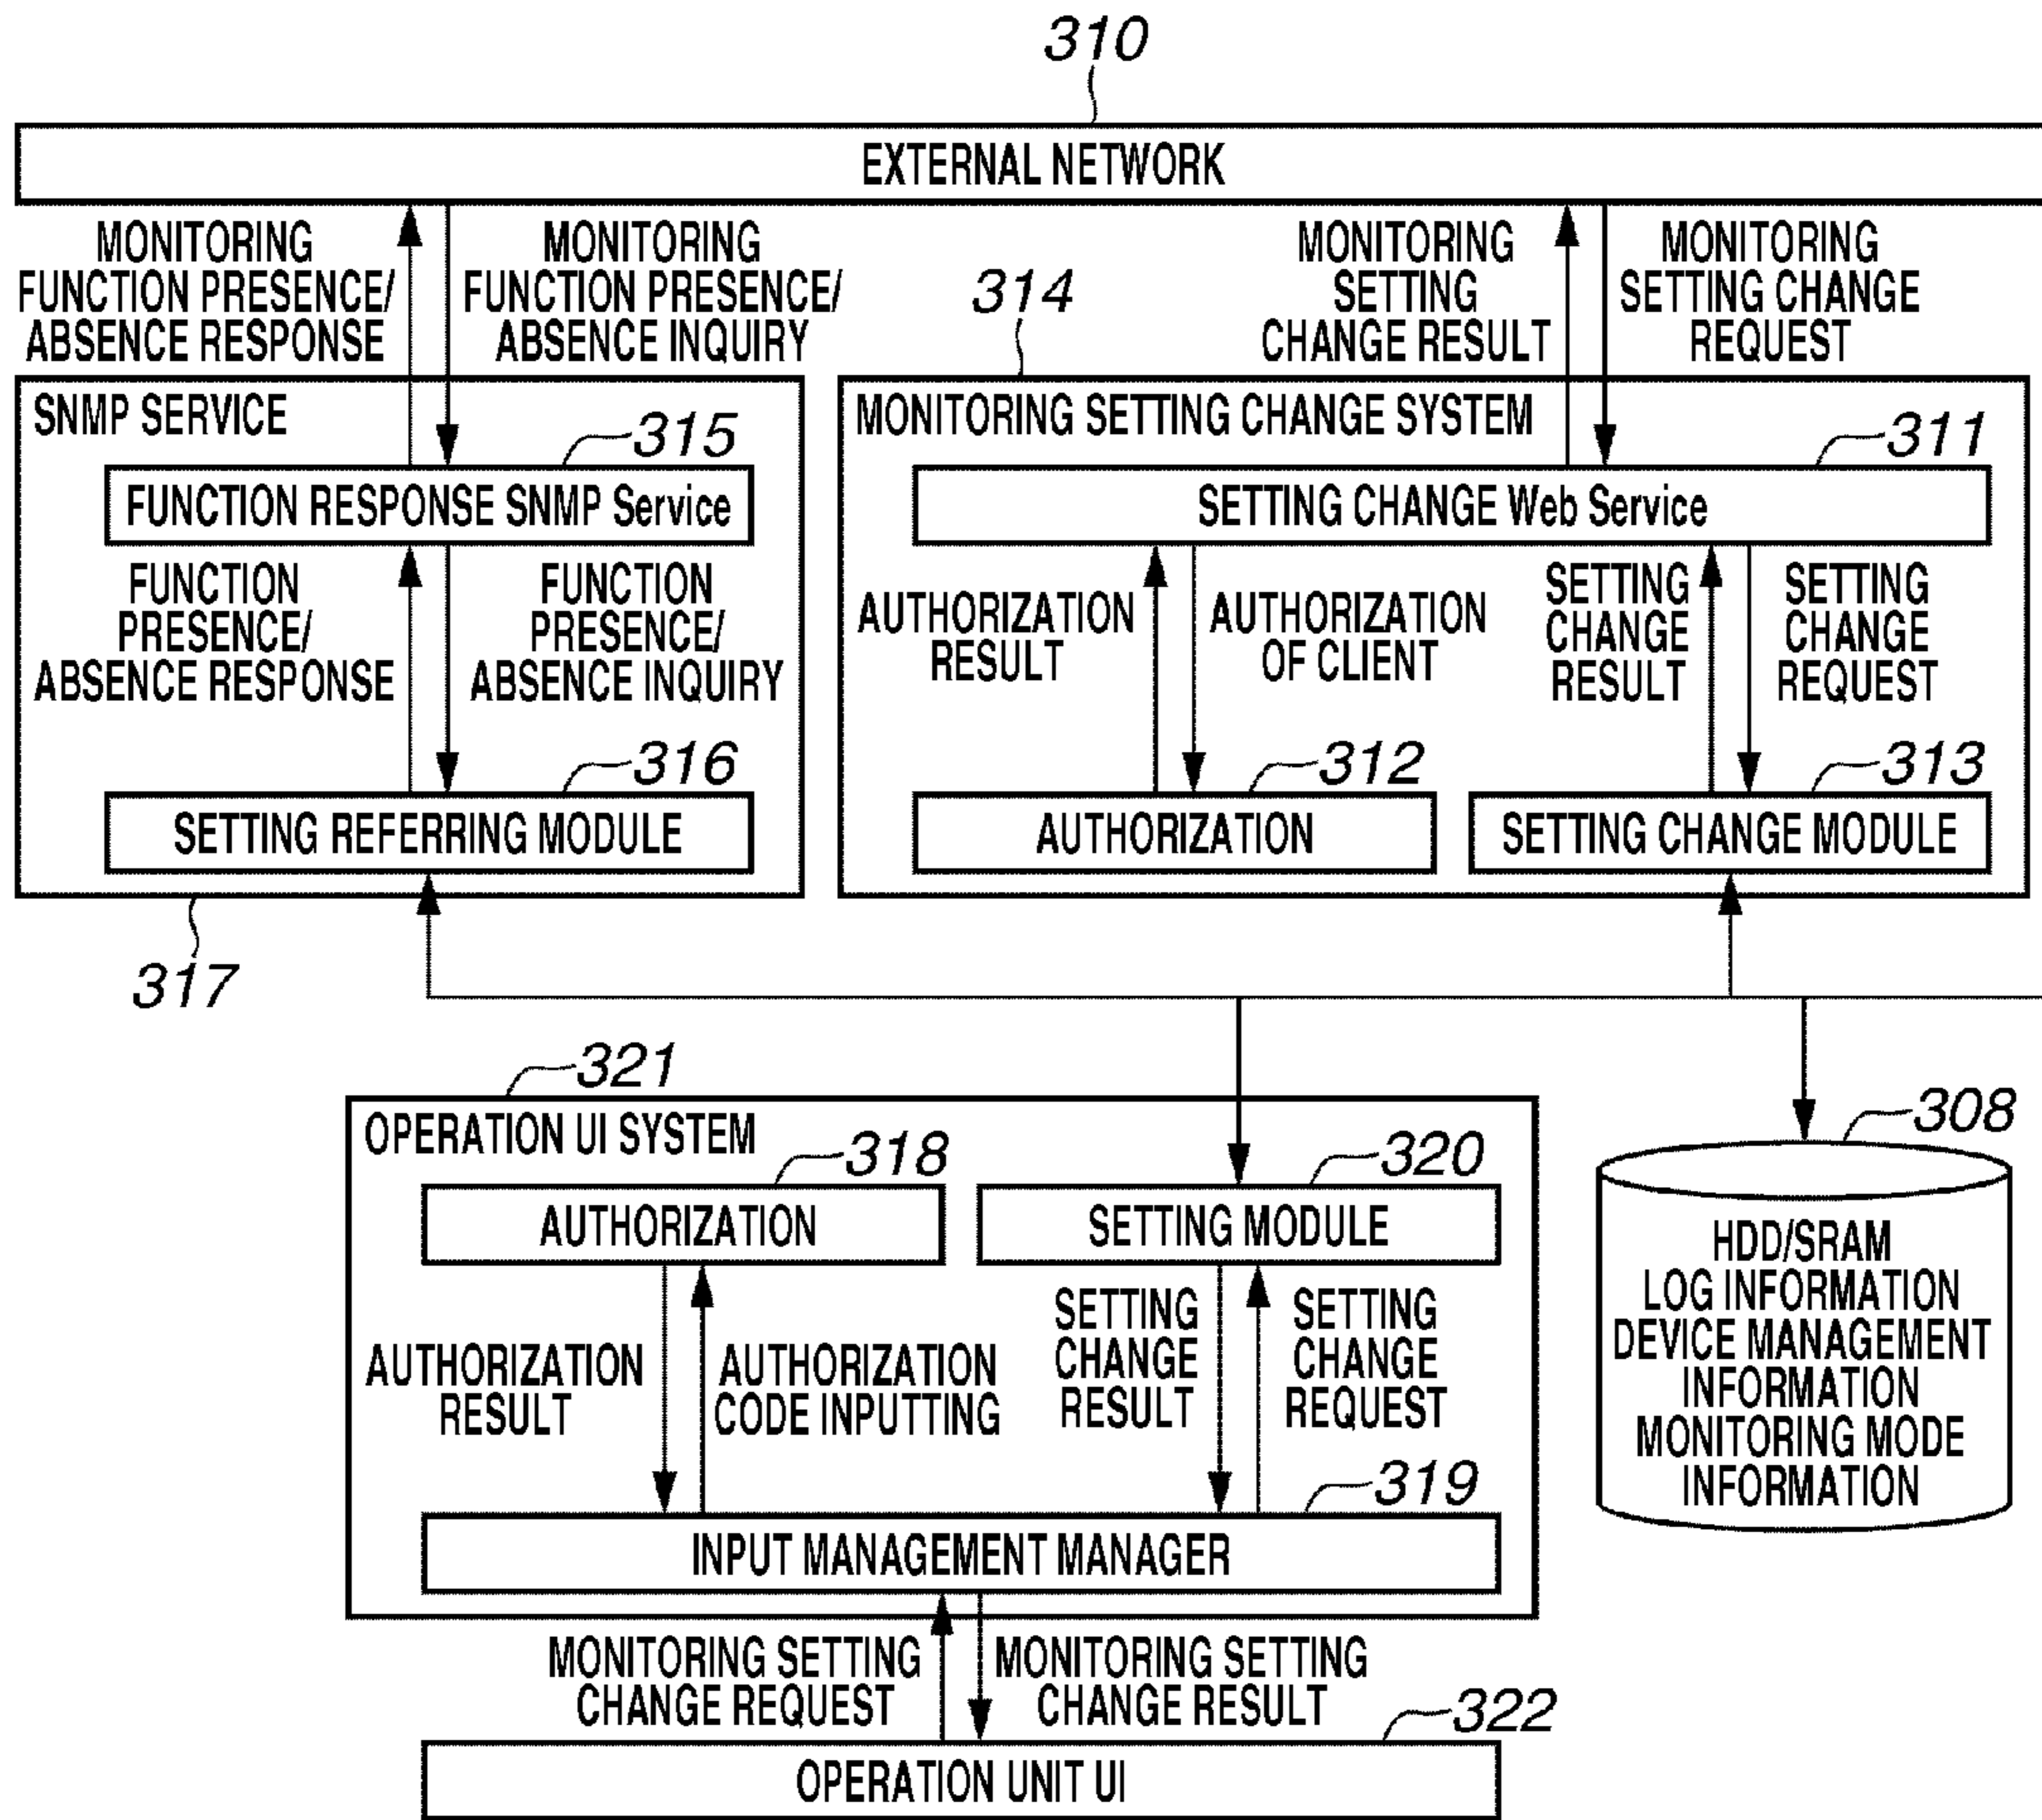 310
EXTERNAL NETWORK
MONITORING
FUNCTION PRESENCE/
ABSENCE RESPONSE
MONITORING
FUNCTION PRESENCE/
ABSENCE INQUIRY
MONITORING
SETTING
CHANGE RESULT
MONITORING
SETTING CHANGE
REQUEST
314
SNMP SERVICE
315
FUNCTION RESPONSE SNMP Service
FUNCTION
PRESENCE/
ABSENCE RESPONSE
FUNCTION
PRESENCE/
ABSENCE INQUIRY
316
SETTING REFERRING MODULE
317
MONITORING SETTING CHANGE SYSTEM
311
SETTING CHANGE Web Service
AUTHORIZATION
RESULT
AUTHORIZATION
OF CLIENT
SETTING
CHANGE
RESULT
SETTING
CHANGE
REQUEST
312
AUTHORIZATION
313
SETTING CHANGE MODULE
321
OPERATION UI SYSTEM
318
AUTHORIZATION
320
SETTING MODULE
AUTHORIZATION
RESULT
AUTHORIZATION
CODE INPUTTING
SETTING
CHANGE
RESULT
SETTING
CHANGE
REQUEST
319
INPUT MANAGEMENT MANAGER
308
HDD/SRAM
LOG INFORMATION
DEVICE MANAGEMENT
INFORMATION
MONITORING MODE
INFORMATION
MONITORING SETTING
CHANGE REQUEST
MONITORING SETTING
CHANGE RESULT
322
OPERATION UNIT UI